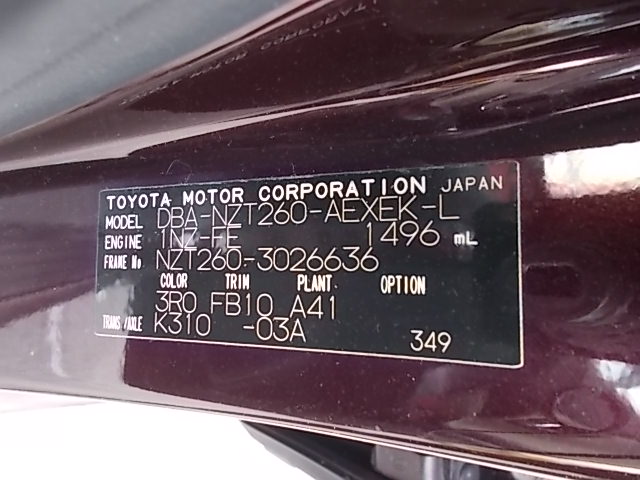 TOYOTA MOTOR CORPORATION JAPAN
MODEL DBA-NZT260-AEXEK-L
ENGINE 1NZ-FE 1496 mL
FRAME No NZT260-3026636
COLOR TRIM PLANT OPTION
3R0 FB10 A41
TRANS/AXLE K310 -03A
349